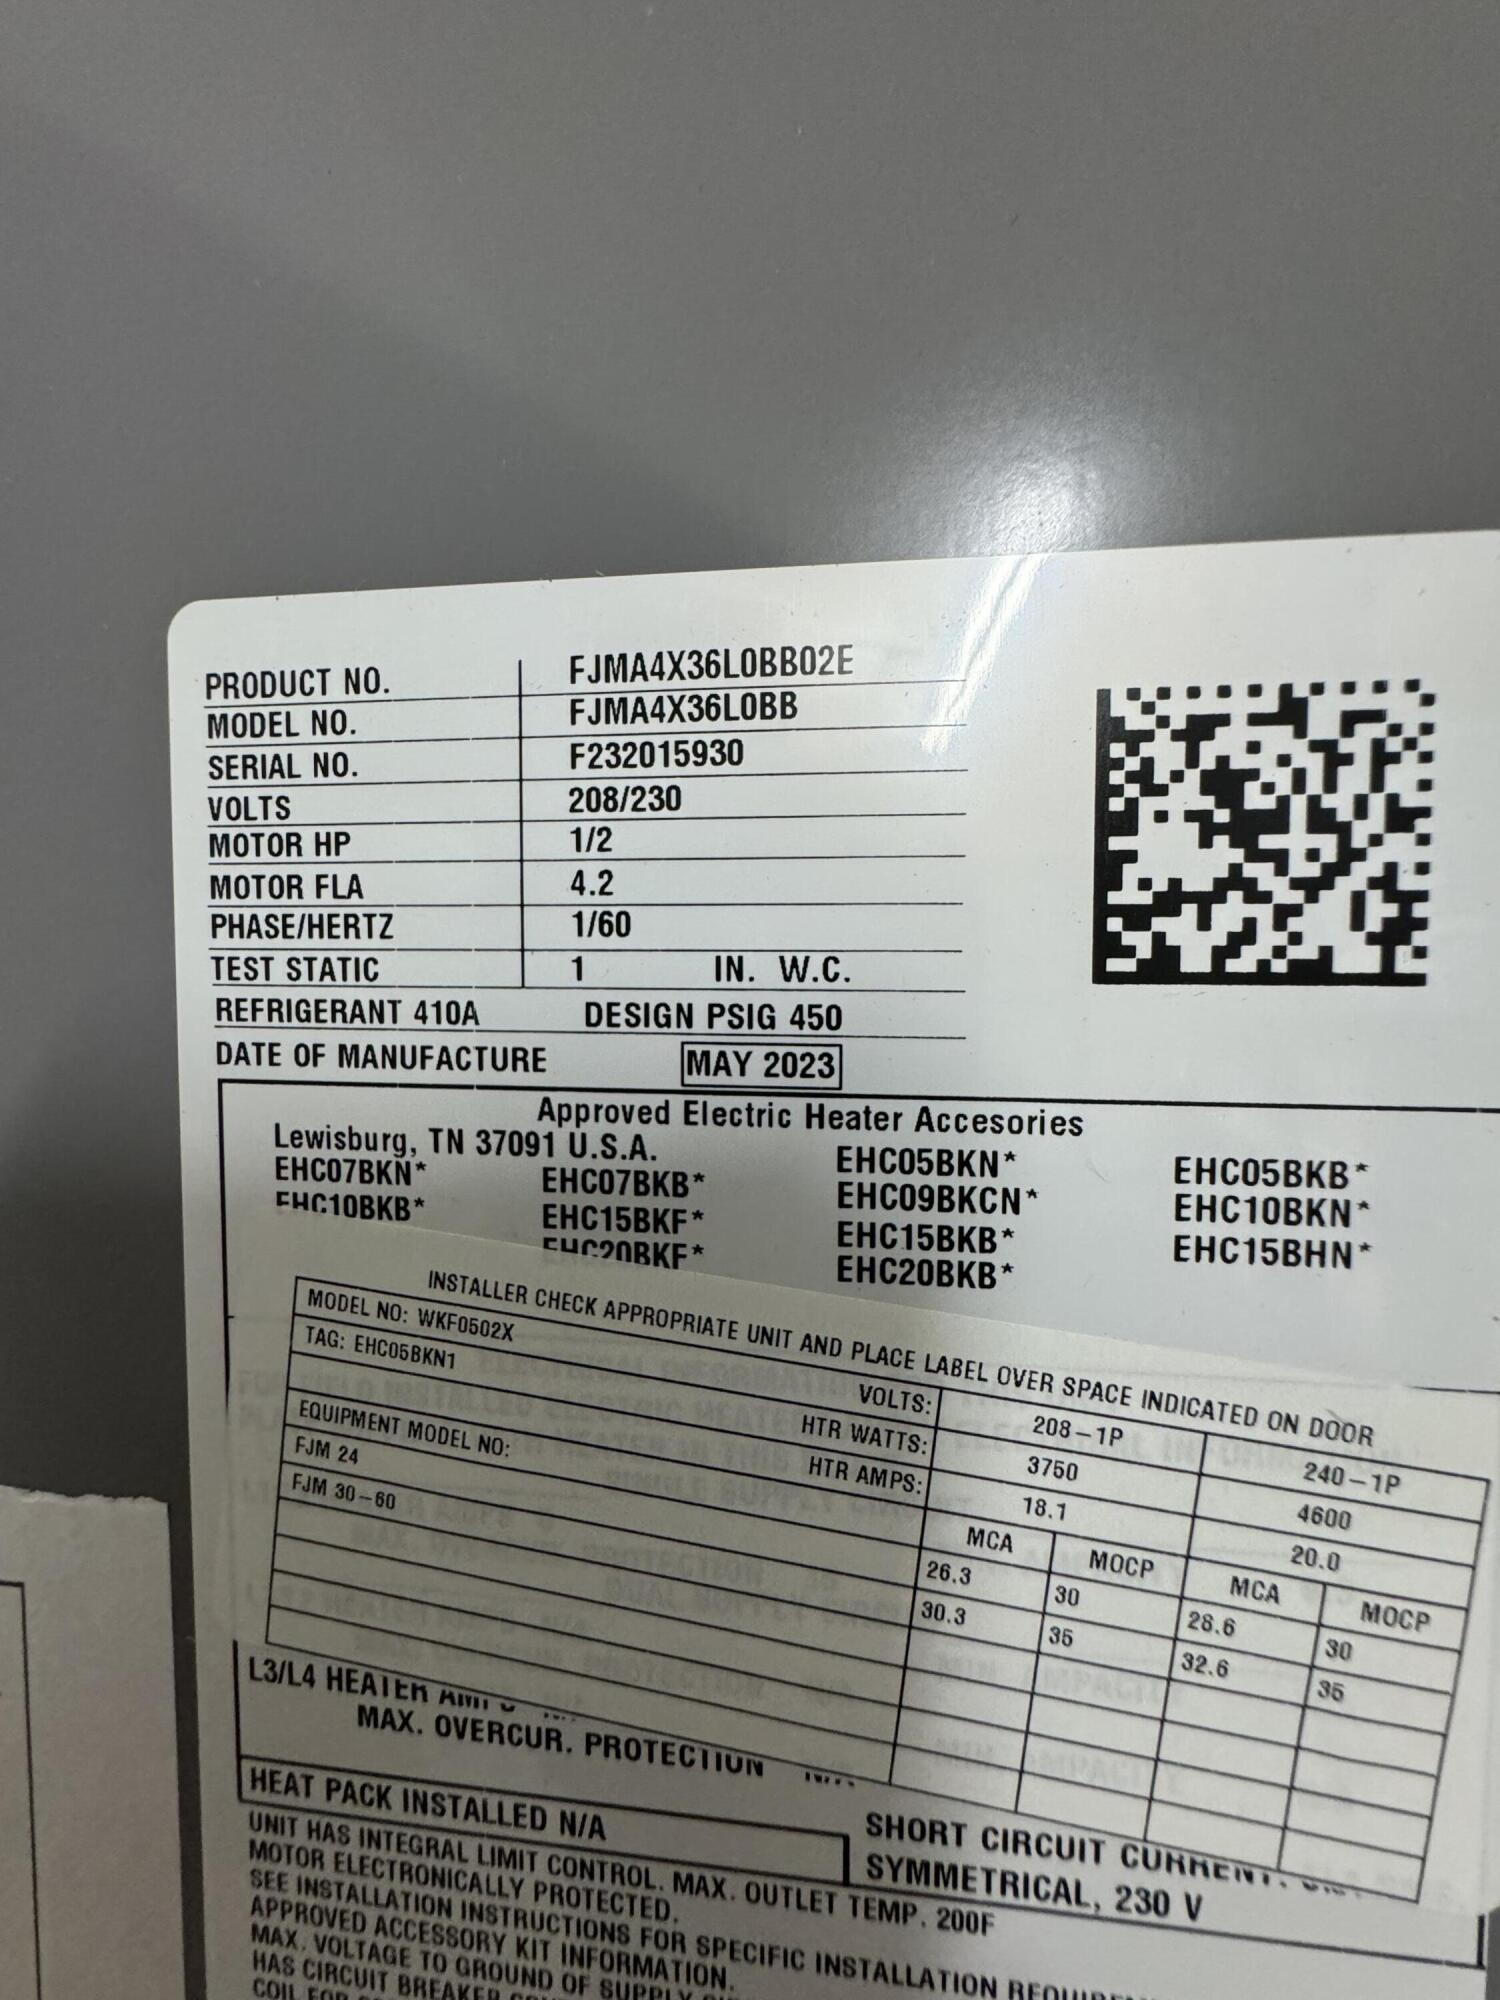 PRODUCT NO. FJMA4X36L0BB02E
MODEL NO. FJMA4X36L0BB
SERIAL NO. F232015930
VOLTS 208/230
MOTOR HP 1/2
MOTOR FLA 4.2
PHASE/HERTZ 1/60
TEST STATIC 1 IN. W.C.
REFRIGERANT 410A DESIGN PSIG 450
DATE OF MANUFACTURE MAY 2023
Approved Electric Heater Accesories
Lewisburg, TN 37091 U.S.A.
EHC07BKN* EHC07BKB* EHC05BKN* EHC05BKB*
EHC10BKB* EHC15BKF* EHC09BKCN* EHC10BKN*
EHC20BKF* EHC15BKB* EHC15BHN*
EHC20BKB*
INSTALLER CHECK APPROPRIATE UNIT AND PLACE LABEL OVER SPACE INDICATED ON DOOR
MODEL NO: WKF0502X VOLTS: 208-1P 240-1P
TAG: EHC05BKN1 HTR WATTS: 3750 4600
HTR AMPS: 18.1 20.0
EQUIPMENT MODEL NO: MCA MOCP MCA MOCP
FJM 24 26.3 30 28.6 30
FJM 30-60 30.3 35 32.6 35
L3/L4 HEATER AMPS
MAX. OVERCUR. PROTECTION N/A
HEAT PACK INSTALLED N/A
SHORT CIRCUIT CURRENT:
SYMMETRICAL, 230 V
UNIT HAS INTEGRAL LIMIT CONTROL. MAX. OUTLET TEMP. 200F
MOTOR ELECTRONICALLY PROTECTED.
SEE INSTALLATION INSTRUCTIONS FOR SPECIFIC INSTALLATION
APPROVED ACCESSORY KIT INFORMATION.
MAX. VOLTAGE TO GROUND OF SUPPLY
HAS CIRCUIT BREAKER
COIL FOR